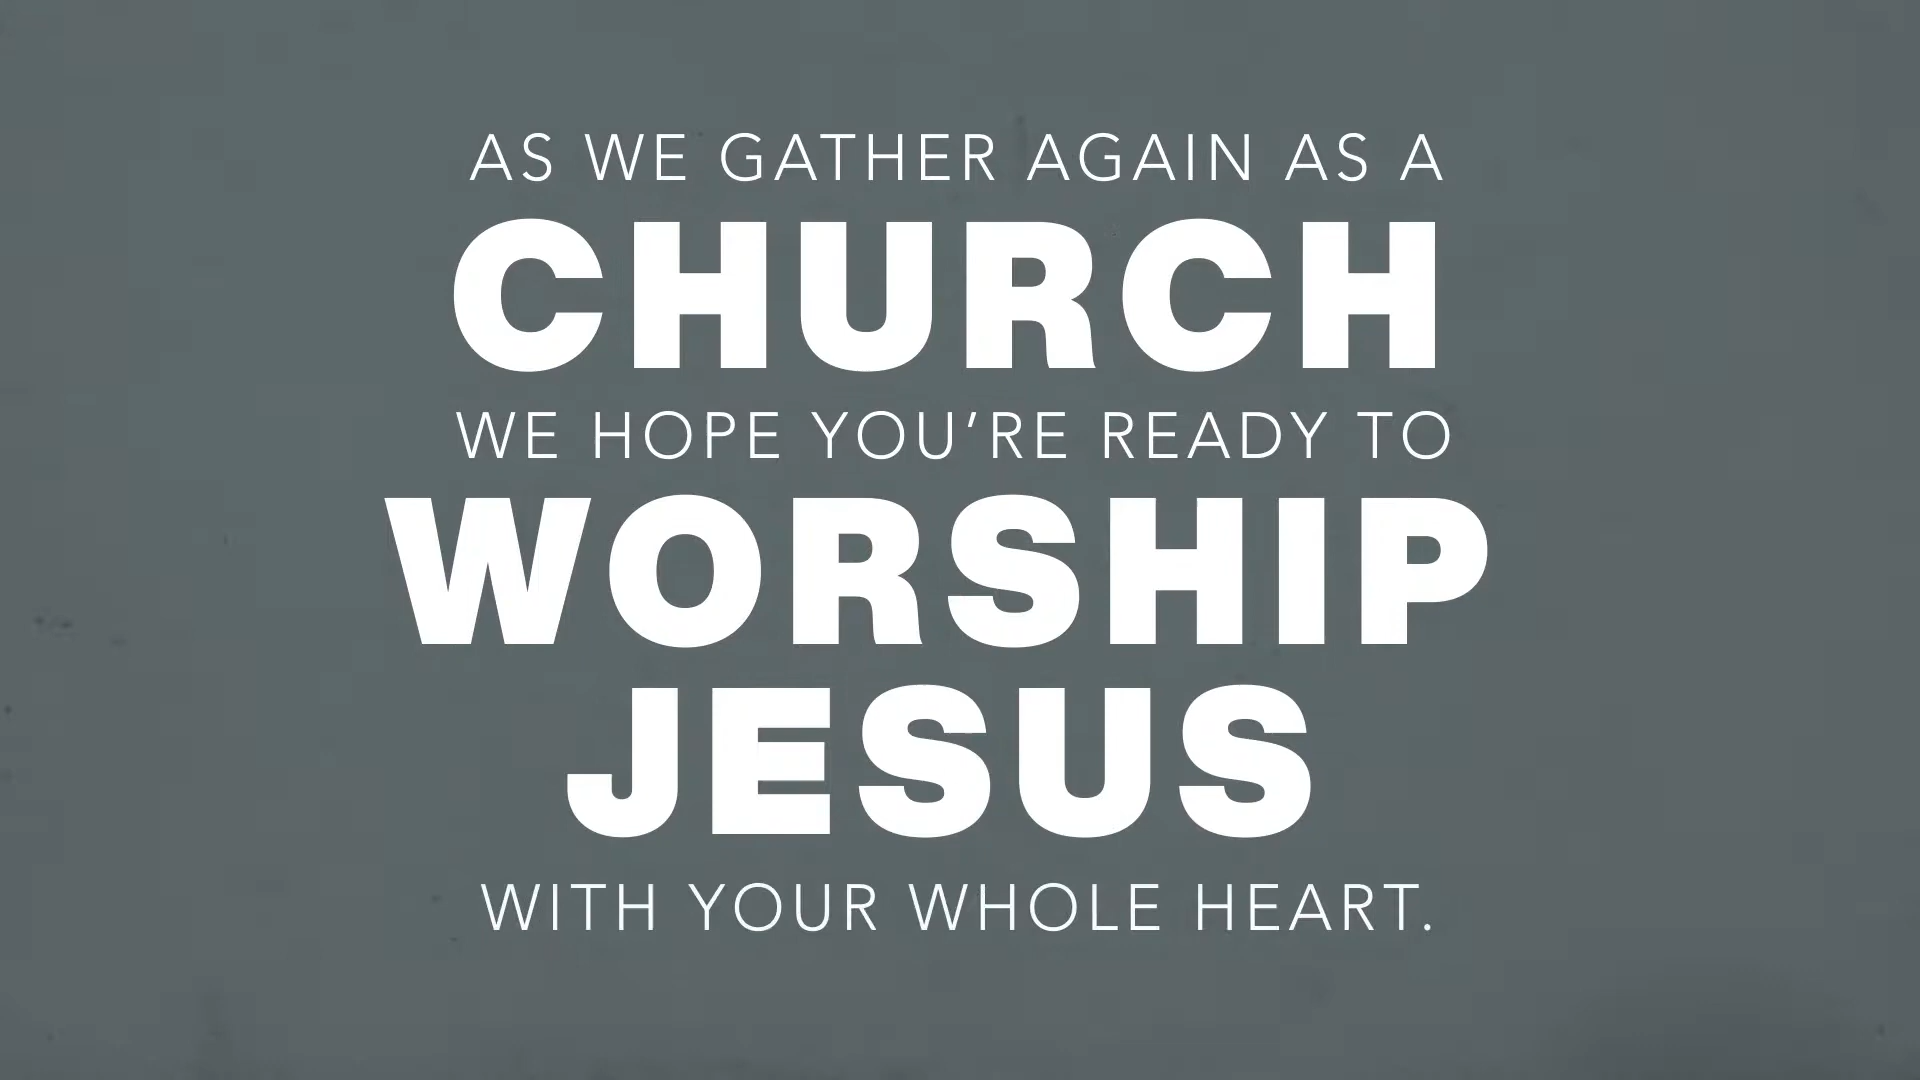 AS WE GATHER AGAIN AS A
CHURCH
WE HOPE YOU’RE READY TO
WORSHIP
JESUS
WITH YOUR WHOLE HEART.